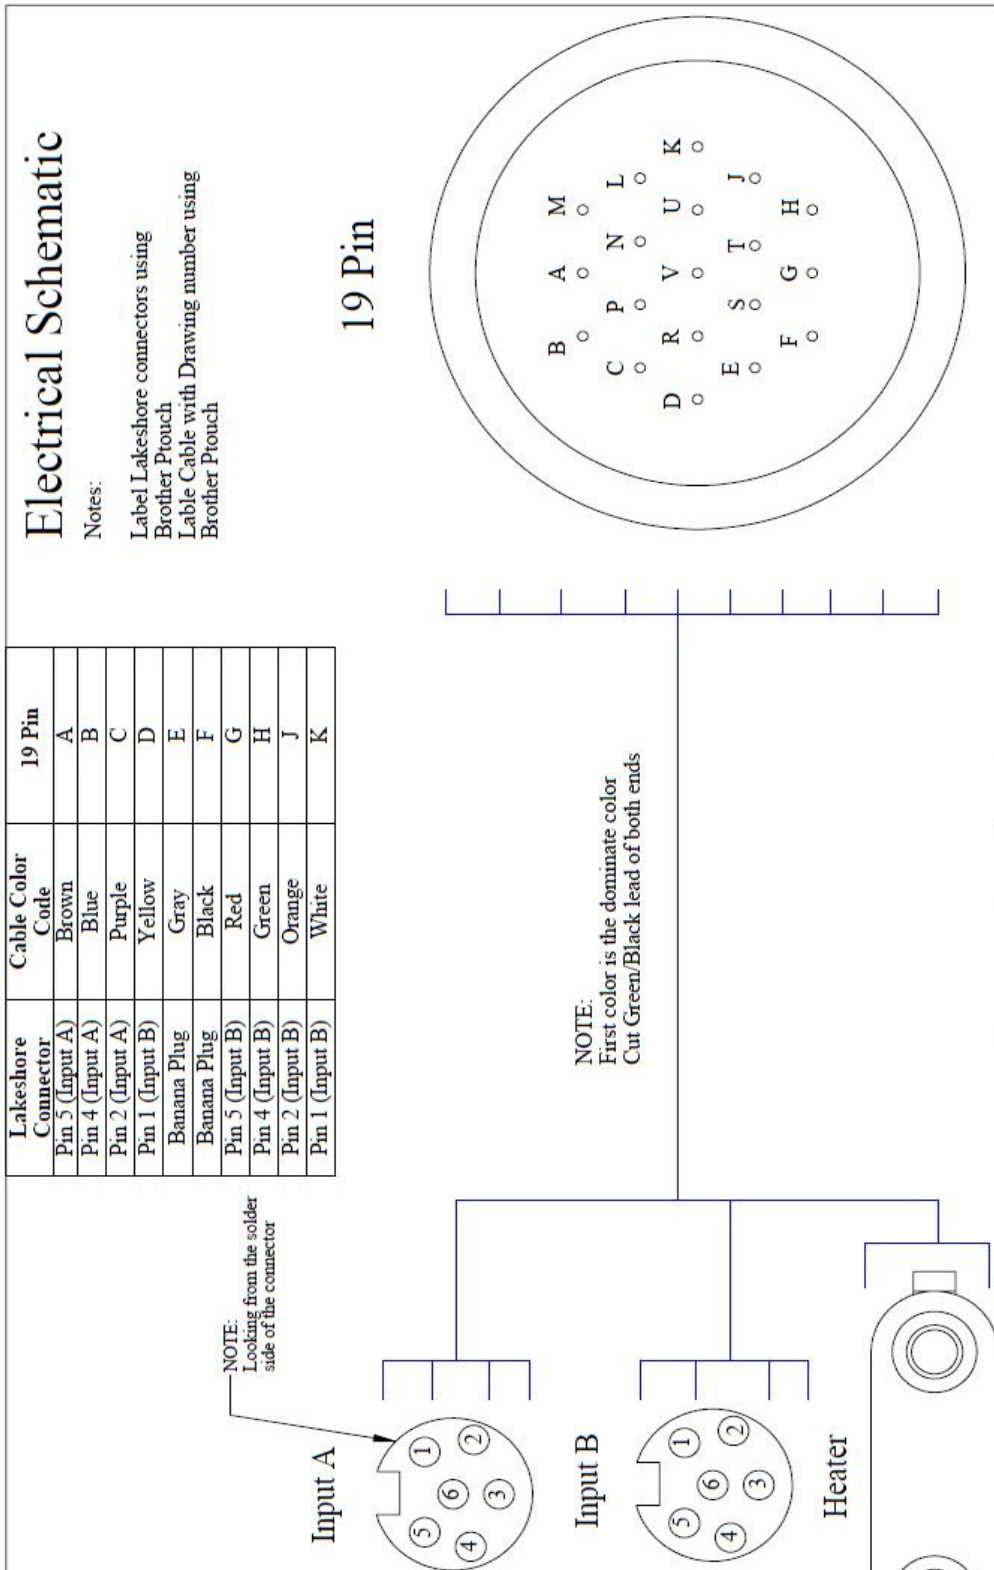 Electrical Schematic
Notes:
Label Lakeshore connectors using
Brother Ptouch
Lable Cable with Drawing number using
Brother Ptouch
Lakeshore Connector Cable Color Code 19 Pin
Pin 5 (Input A) Brown A
Pin 4 (Input A) Blue B
Pin 2 (Input A) Purple C
Pin 1 (Input B) Yellow D
Banana Plug Gray E
Banana Plug Black F
Pin 5 (Input B) Red G
Pin 4 (Input B) Green H
Pin 2 (Input B) Orange J
Pin 1 (Input B) White K
NOTE:
Looking from the solder
side of the connector
Input A
1
2
3
4
5
6
Input B
1
2
3
4
5
6
Heater
NOTE:
First color is the dominate color
Cut Green/Black lead of both ends
19 Pin
B A M
C P N L
D R V U K
E S T J
F G H